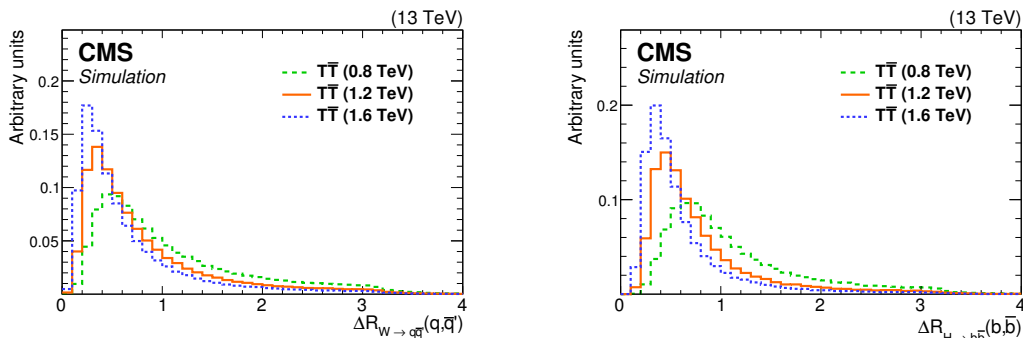 (13 TeV)
Arbitrary units
CMS
Simulation
TT̅ (0.8 TeV)
TT̅ (1.2 TeV)
TT̅ (1.6 TeV)
0.2
0.15
0.1
0.05
0 1 2 3 4
ΔR W→qq̅' (q,q̅')
(13 TeV)
Arbitrary units
CMS
Simulation
TT̅ (0.8 TeV)
TT̅ (1.2 TeV)
TT̅ (1.6 TeV)
0.2
0.1
0 1 2 3 4
ΔR H→bb̅ (b,b̅)